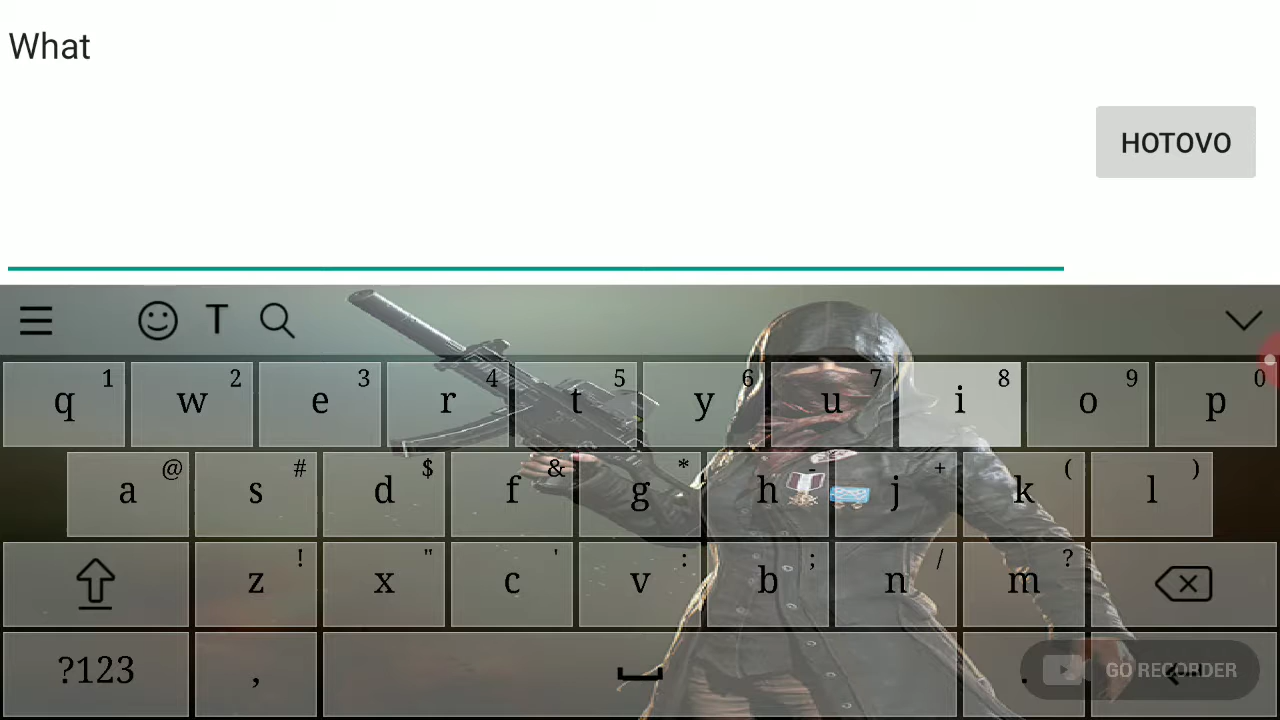 What
HOTOVO
T
q 1 w 2 e 3 r 4 t 5 y 6 u 7 i 8 o 9 p 0
a @ s # d $ f & g * h - j + k ( l )
z ! x " c ' v : b ; n / m ?
?123 , . GO RECORDER